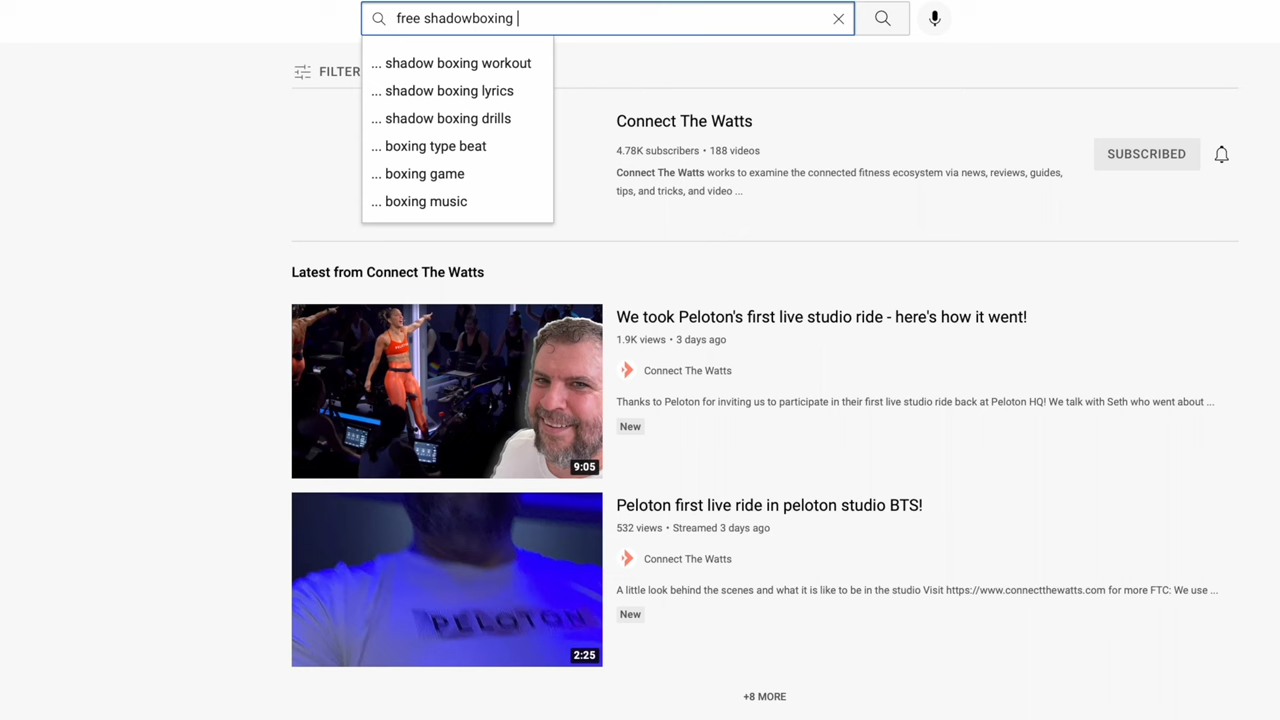 free shadowboxing
... shadow boxing workout
... shadow boxing lyrics
... shadow boxing drills
... boxing type beat
... boxing game
... boxing music
FILTER
Connect The Watts
4.78K subscribers • 188 videos
Connect The Watts works to examine the connected fitness ecosystem via news, reviews, guides,
tips, and tricks, and video ...
SUBSCRIBED
Latest from Connect The Watts
9:05
We took Peloton's first live studio ride - here's how it went!
1.9K views • 3 days ago
Connect The Watts
Thanks to Peloton for inviting us to participate in their first live studio ride back at Peloton HQ! We talk with Seth who went about ...
New
PELOTON
2:25
Peloton first live ride in peloton studio BTS!
532 views • Streamed 3 days ago
Connect The Watts
A little look behind the scenes and what it is like to be in the studio Visit https://www.connectthewatts.com for more FTC: We use ...
New
+8 MORE